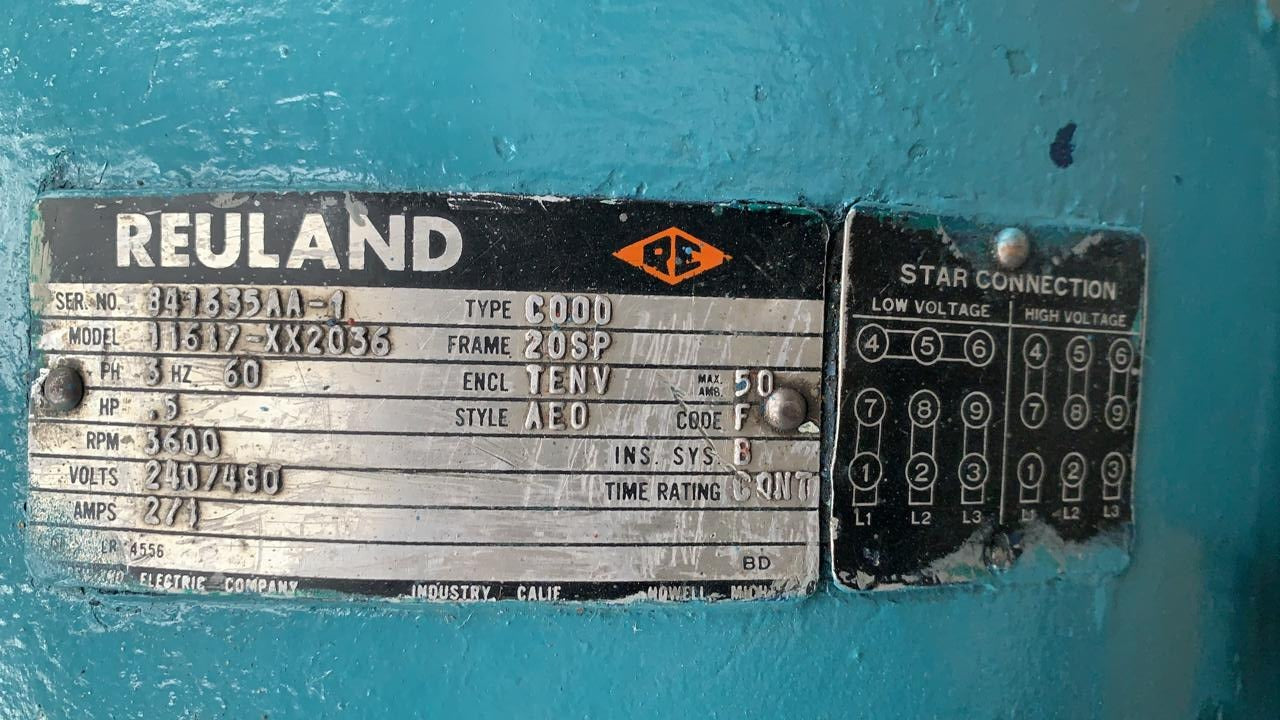 REULAND
RE
SER. NO. 841635AA-1 TYPE C000
MODEL 11617-XX2036 FRAME 20SP
PH 3 HZ 60 ENCL TENV MAX. AMB. 50
HP .5 STYLE AEO CODE F
RPM 3600 INS. SYS. B
VOLTS 240/480 TIME RATING CONT
AMPS 2/1
LR 4556 BD
ELECTRIC COMPANY INDUSTRY, CALIF. HOWELL
STAR CONNECTION
LOW VOLTAGE HIGH VOLTAGE
4 5 6 4 5 6
7 8 9 7 8 9
1 2 3 1 2 3
L1 L2 L3 L1 L2 L3